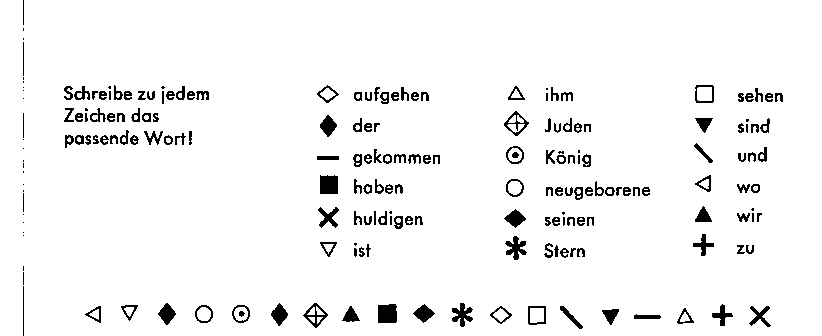 Schreibe zu jedem
Zeichen das
passende Wort!
aufgehen
der
gekommen
haben
huldigen
ist
ihm
Juden
König
neugeborene
seinen
Stern
sehen
sind
und
wo
wir
zu